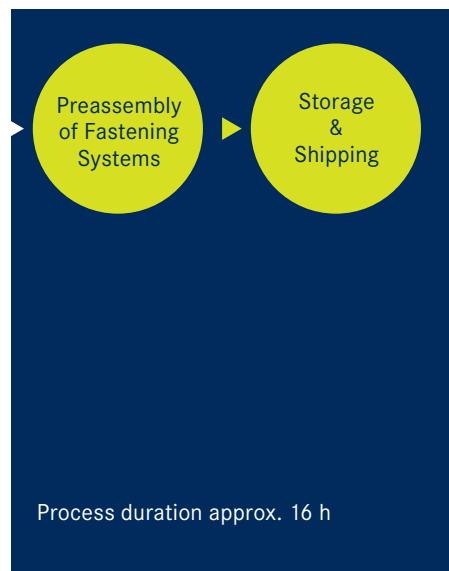 Preassembly
of Fastening
Systems
Storage
&
Shipping
Process duration approx. 16 h